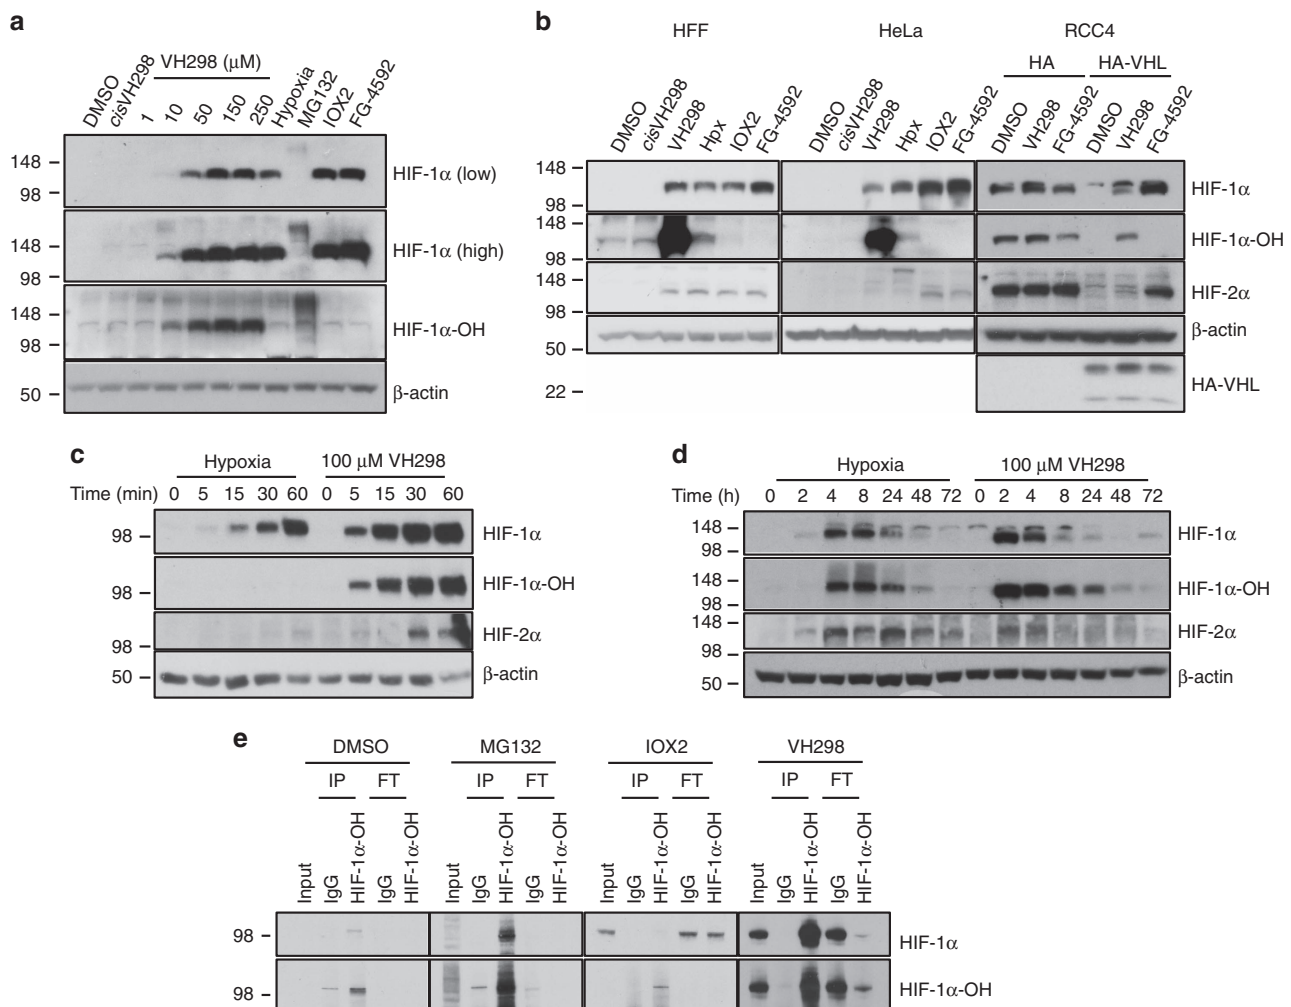 a
VH298 (μM)
DMSO
cisVH298
1
10
50
150
250
Hypoxia
MG132
IOX2
FG-4592
148
98
HIF-1α (low)
148
98
HIF-1α (high)
148
98
HIF-1α-OH
50
β-actin
b
HFF
HeLa
RCC4
HA
HA-VHL
DMSO
cisVH298
VH298
Hpx
IOX2
FG-4592
DMSO
cisVH298
VH298
Hpx
IOX2
FG-4592
DMSO
VH298
FG-4592
DMSO
VH298
FG-4592
148
98
HIF-1α
148
98
HIF-1α-OH
148
98
HIF-2α
50
β-actin
22
HA-VHL
c
Hypoxia
100 μM VH298
Time (min) 0 5 15 30 60 0 5 15 30 60
98
HIF-1α
98
HIF-1α-OH
98
HIF-2α
50
β-actin
d
Hypoxia
100 μM VH298
Time (h) 0 2 4 8 24 48 72 0 2 4 8 24 48 72
148
98
HIF-1α
148
98
HIF-1α-OH
148
98
HIF-2α
50
β-actin
e
DMSO
MG132
IOX2
VH298
IP FT IP FT IP FT IP FT
Input
IgG
HIF-1α-OH
IgG
HIF-1α-OH
Input
IgG
HIF-1α-OH
IgG
HIF-1α-OH
Input
IgG
HIF-1α-OH
IgG
HIF-1α-OH
Input
IgG
HIF-1α-OH
IgG
HIF-1α-OH
98
HIF-1α
98
HIF-1α-OH